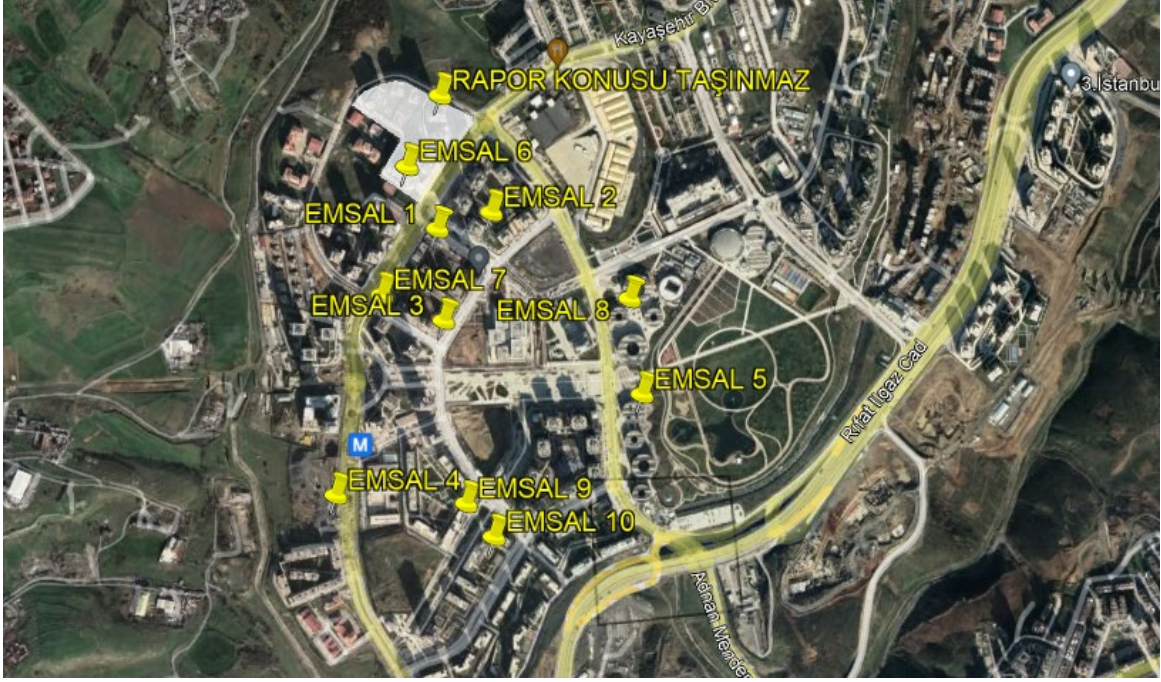 Kayaşehir B
RAPOR KONUSU TAŞINMAZ
3.İstanbu
EMSAL 6
EMSAL 2
EMSAL 1
EMSAL 7
EMSAL 3
EMSAL 8
EMSAL 5
Rıfat Ilgaz Cad
M
EMSAL 4
EMSAL 9
EMSAL 10
Adnan Mender